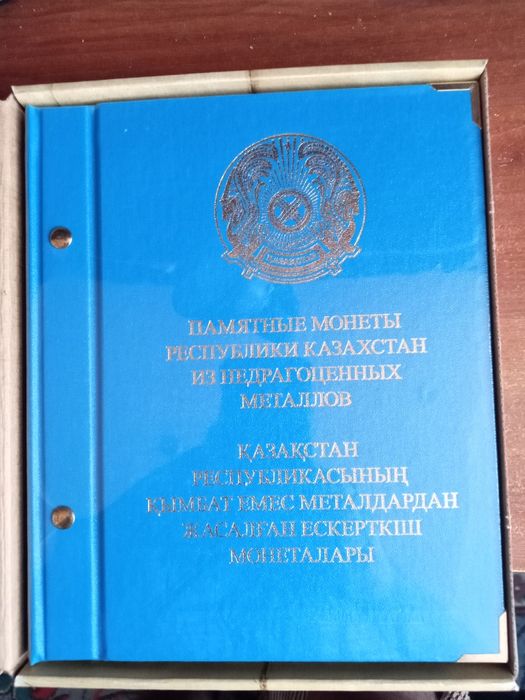 ПАМЯТНЫЕ МОНЕТЫ
РЕСПУБЛИКИ КАЗАХСТАН
ИЗ НЕДРАГОЦЕННЫХ
МЕТАЛЛОВ
ҚАЗАҚСТАН
РЕСПУБЛИКАСЫНЫҢ
ҚЫМБАТ ЕМЕС МЕТАЛДАРДАН
ЖАСАЛҒАН ЕСКЕРТКІШ
МОНЕТАЛАРЫ